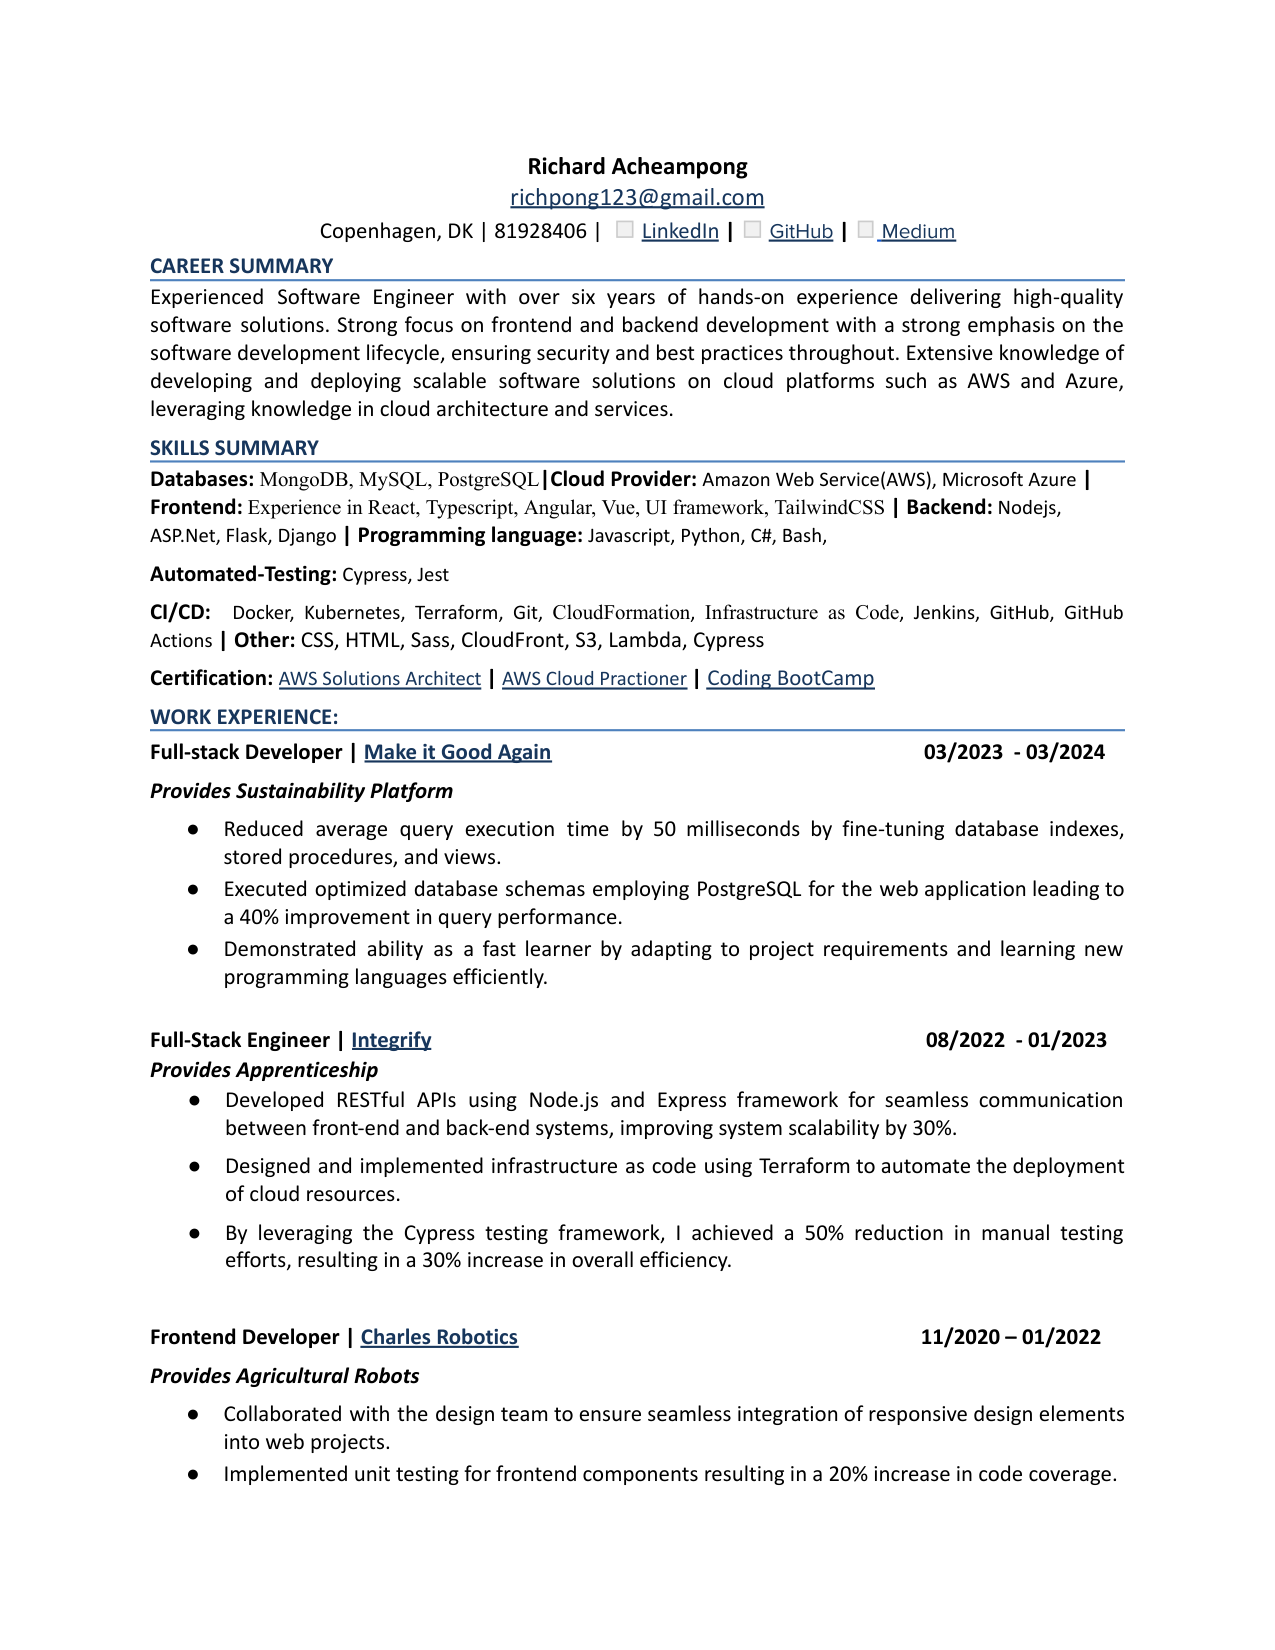 Richard Acheampong
richpong123@gmail.com
Copenhagen, DK | 81928406 | LinkedIn | GitHub | Medium
CAREER SUMMARY
Experienced Software Engineer with over six years of hands-on experience delivering high-quality
software solutions. Strong focus on frontend and backend development with a strong emphasis on the
software development lifecycle, ensuring security and best practices throughout. Extensive knowledge of
developing and deploying scalable software solutions on cloud platforms such as AWS and Azure,
leveraging knowledge in cloud architecture and services.
SKILLS SUMMARY
Databases: MongoDB, MySQL, PostgreSQL|Cloud Provider: Amazon Web Service(AWS), Microsoft Azure |
Frontend: Experience in React, Typescript, Angular, Vue, UI framework, TailwindCSS | Backend: Nodejs,
ASP.Net, Flask, Django | Programming language: Javascript, Python, C#, Bash,
Automated-Testing: Cypress, Jest
CI/CD: Docker, Kubernetes, Terraform, Git, CloudFormation, Infrastructure as Code, Jenkins, GitHub, GitHub
Actions | Other: CSS, HTML, Sass, CloudFront, S3, Lambda, Cypress
Certification: AWS Solutions Architect | AWS Cloud Practioner | Coding BootCamp
WORK EXPERIENCE:
Full-stack Developer | Make it Good Again 03/2023 - 03/2024
Provides Sustainability Platform
● Reduced average query execution time by 50 milliseconds by fine-tuning database indexes,
stored procedures, and views.
● Executed optimized database schemas employing PostgreSQL for the web application leading to
a 40% improvement in query performance.
● Demonstrated ability as a fast learner by adapting to project requirements and learning new
programming languages efficiently.
Full-Stack Engineer | Integrify 08/2022 - 01/2023
Provides Apprenticeship
● Developed RESTful APIs using Node.js and Express framework for seamless communication
between front-end and back-end systems, improving system scalability by 30%.
● Designed and implemented infrastructure as code using Terraform to automate the deployment
of cloud resources.
● By leveraging the Cypress testing framework, I achieved a 50% reduction in manual testing
efforts, resulting in a 30% increase in overall efficiency.
Frontend Developer | Charles Robotics 11/2020 – 01/2022
Provides Agricultural Robots
● Collaborated with the design team to ensure seamless integration of responsive design elements
into web projects.
● Implemented unit testing for frontend components resulting in a 20% increase in code coverage.